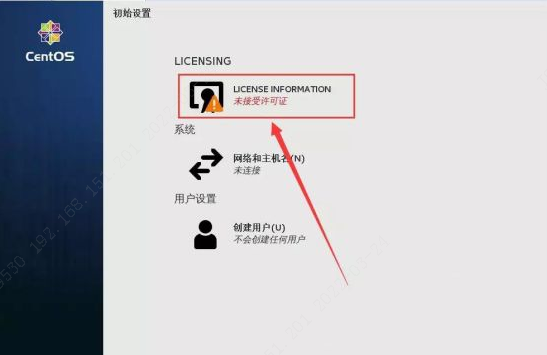 初始设置
CentOS
LICENSING
LICENSE INFORMATION
未接受许可证
系统
网络和主机名(N)
未连接
用户设置
创建用户(U)
不会创建任何用户